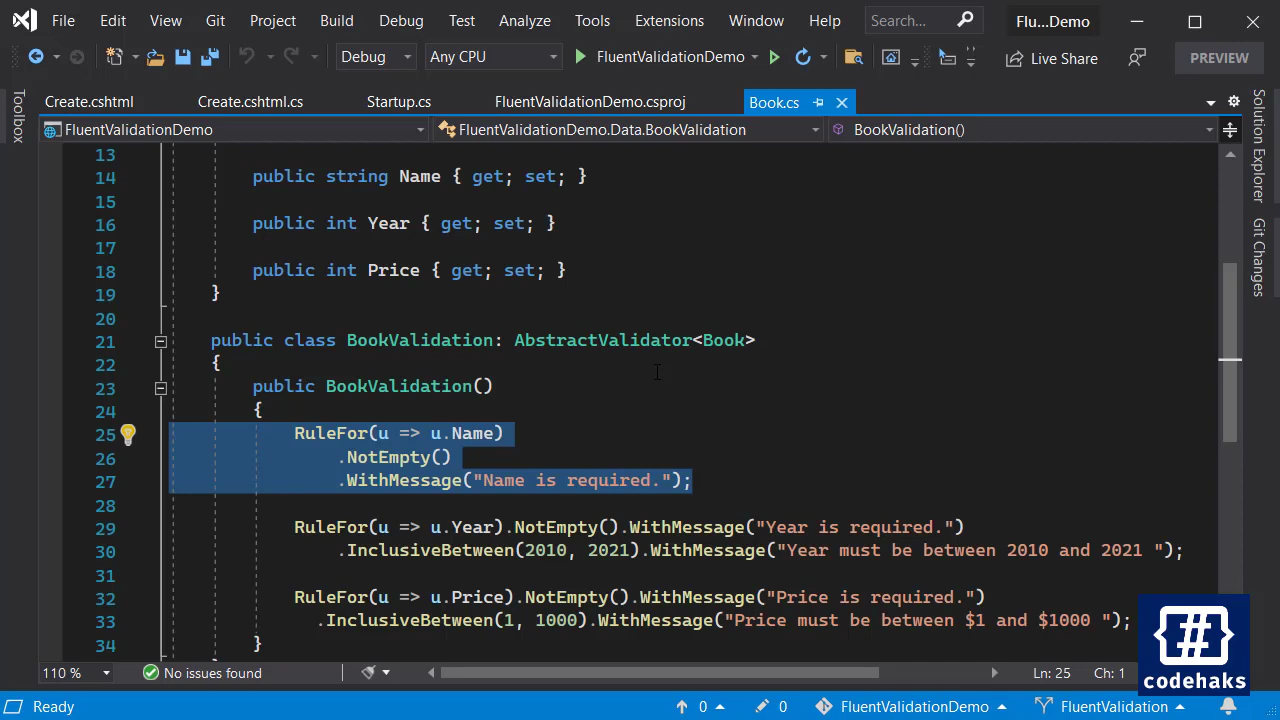 File Edit View Git Project Build Debug Test Analyze Tools Extensions Window Help Search... Flu...Demo
Debug Any CPU FluentValidationDemo Live Share PREVIEW
Toolbox
Create.cshtml Create.cshtml.cs Startup.cs FluentValidationDemo.csproj Book.cs
FluentValidationDemo FluentValidationDemo.Data.BookValidation BookValidation()
13
14 public string Name { get; set; }
15
16 public int Year { get; set; }
17
18 public int Price { get; set; }
19 }
20
21 public class BookValidation: AbstractValidator<Book>
22 {
23 public BookValidation()
24 {
25 RuleFor(u => u.Name)
26 .NotEmpty()
27 .WithMessage("Name is required.");
28
29 RuleFor(u => u.Year).NotEmpty().WithMessage("Year is required.")
30 .InclusiveBetween(2010, 2021).WithMessage("Year must be between 2010 and 2021 ");
31
32 RuleFor(u => u.Price).NotEmpty().WithMessage("Price is required.")
33 .InclusiveBetween(1, 1000).WithMessage("Price must be between $1 and $1000 ");
34 }
Solution Explorer
Git Changes
{#}
codehaks
110 % No issues found Ln: 25 Ch: 1
Ready 0 0 FluentValidationDemo FluentValidation